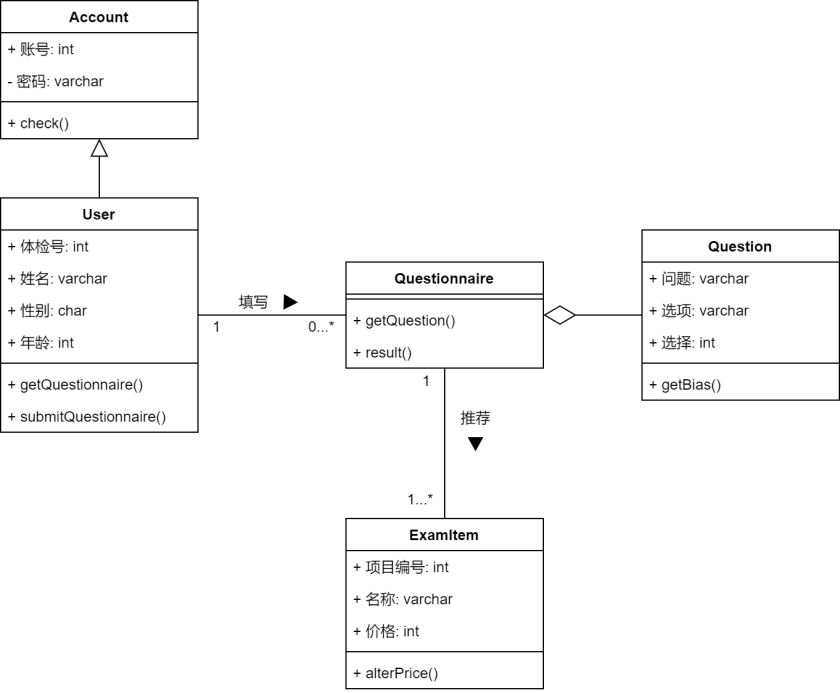 Account
+ 账号: int
- 密码: varchar
+ check()
User
+ 体检号: int
+ 姓名: varchar
+ 性别: char
+ 年龄: int
+ getQuestionnaire()
+ submitQuestionnaire()
填写
1
0...*
Questionnaire
+ getQuestion()
+ result()
Question
+ 问题: varchar
+ 选项: varchar
+ 选择: int
+ getBias()
1
推荐
1...*
ExamItem
+ 项目编号: int
+ 名称: varchar
+ 价格: int
+ alterPrice()